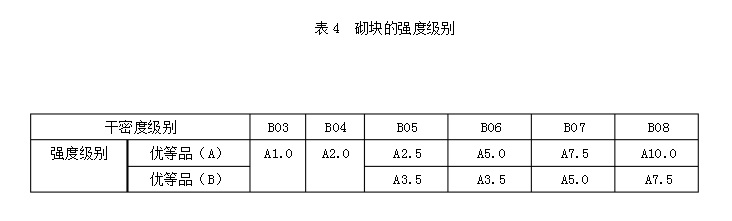 表4 砌块的强度级别
干密度级别 B03 B04 B05 B06 B07 B08
强度级别 优等品（A） A1.0 A2.0 A2.5 A5.0 A7.5 A10.0
优等品（B） A3.5 A3.5 A5.0 A7.5